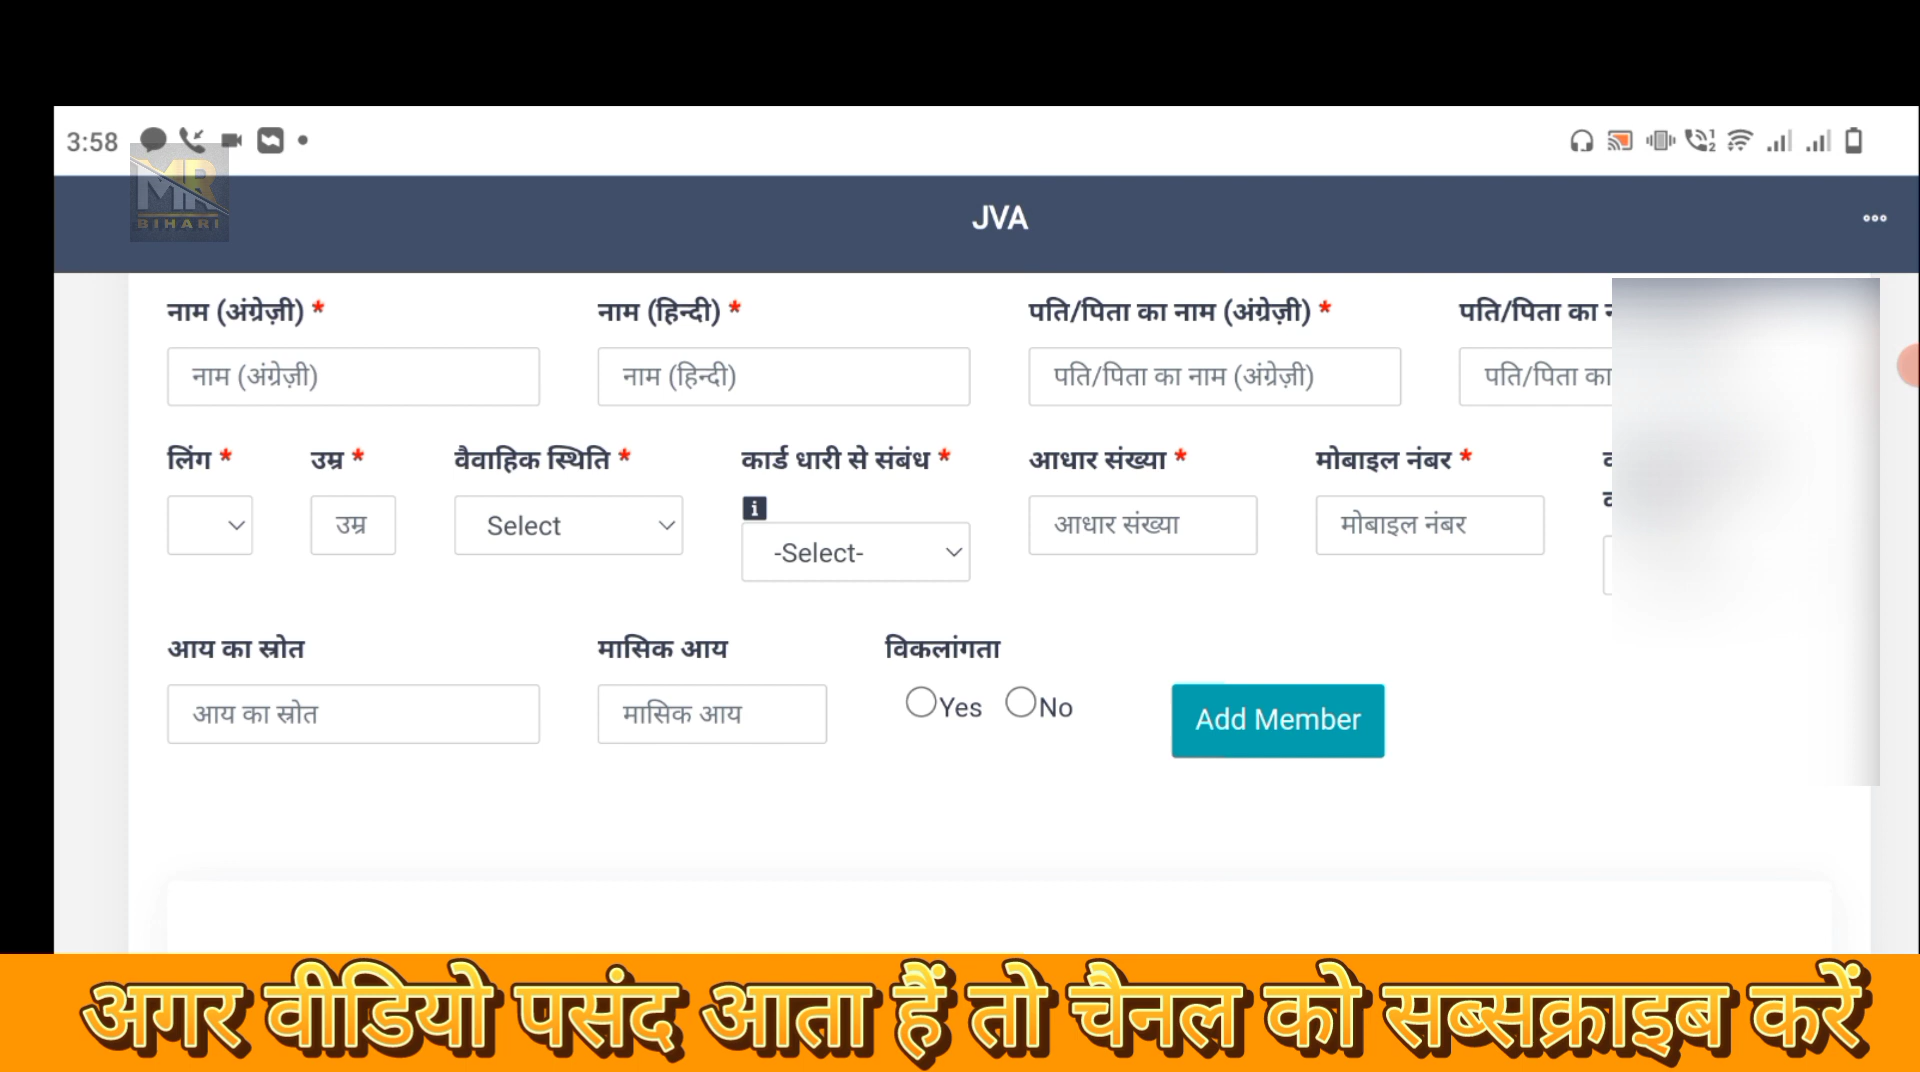 3:58
MR
BIHARI
JVA
नाम (अंग्रेज़ी) * नाम (हिन्दी) * पति/पिता का नाम (अंग्रेज़ी) * पति/पिता का
नाम (अंग्रेज़ी) नाम (हिन्दी) पति/पिता का नाम (अंग्रेज़ी) पति/पिता का
लिंग * उम्र * वैवाहिक स्थिति * कार्ड धारी से संबंध * आधार संख्या * मोबाइल नंबर *
उम्र Select -Select- आधार संख्या मोबाइल नंबर
आय का स्रोत मासिक आय विकलांगता
आय का स्रोत मासिक आय Yes No Add Member
अगर वीडियो पसंद आता हैं तो चैनल को सब्सक्राइब करें